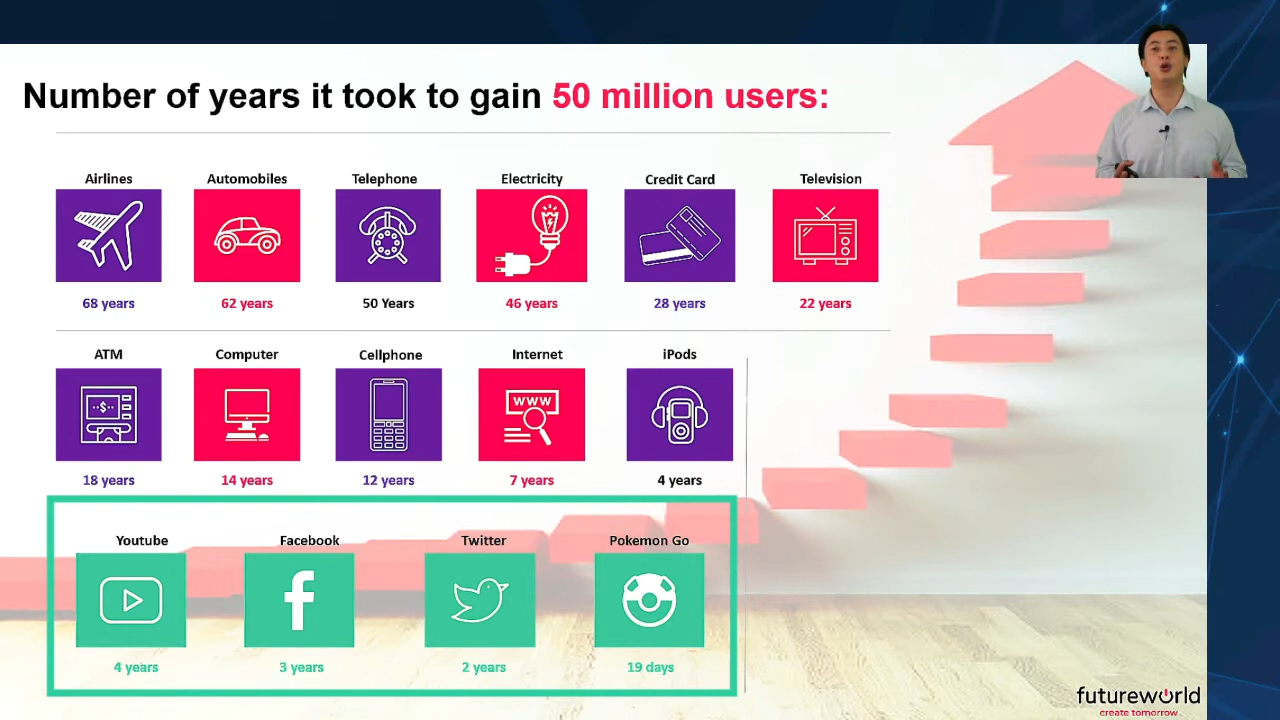 Number of years it took to gain 50 million users:
Airlines Automobiles Telephone Electricity Credit Card Television
68 years 62 years 50 Years 46 years 28 years 22 years
ATM Computer Cellphone Internet iPods
$
WWW
18 years 14 years 12 years 7 years 4 years
Youtube Facebook Twitter Pokemon Go
f
4 years 3 years 2 years 19 days
futureworld
create tomorrow